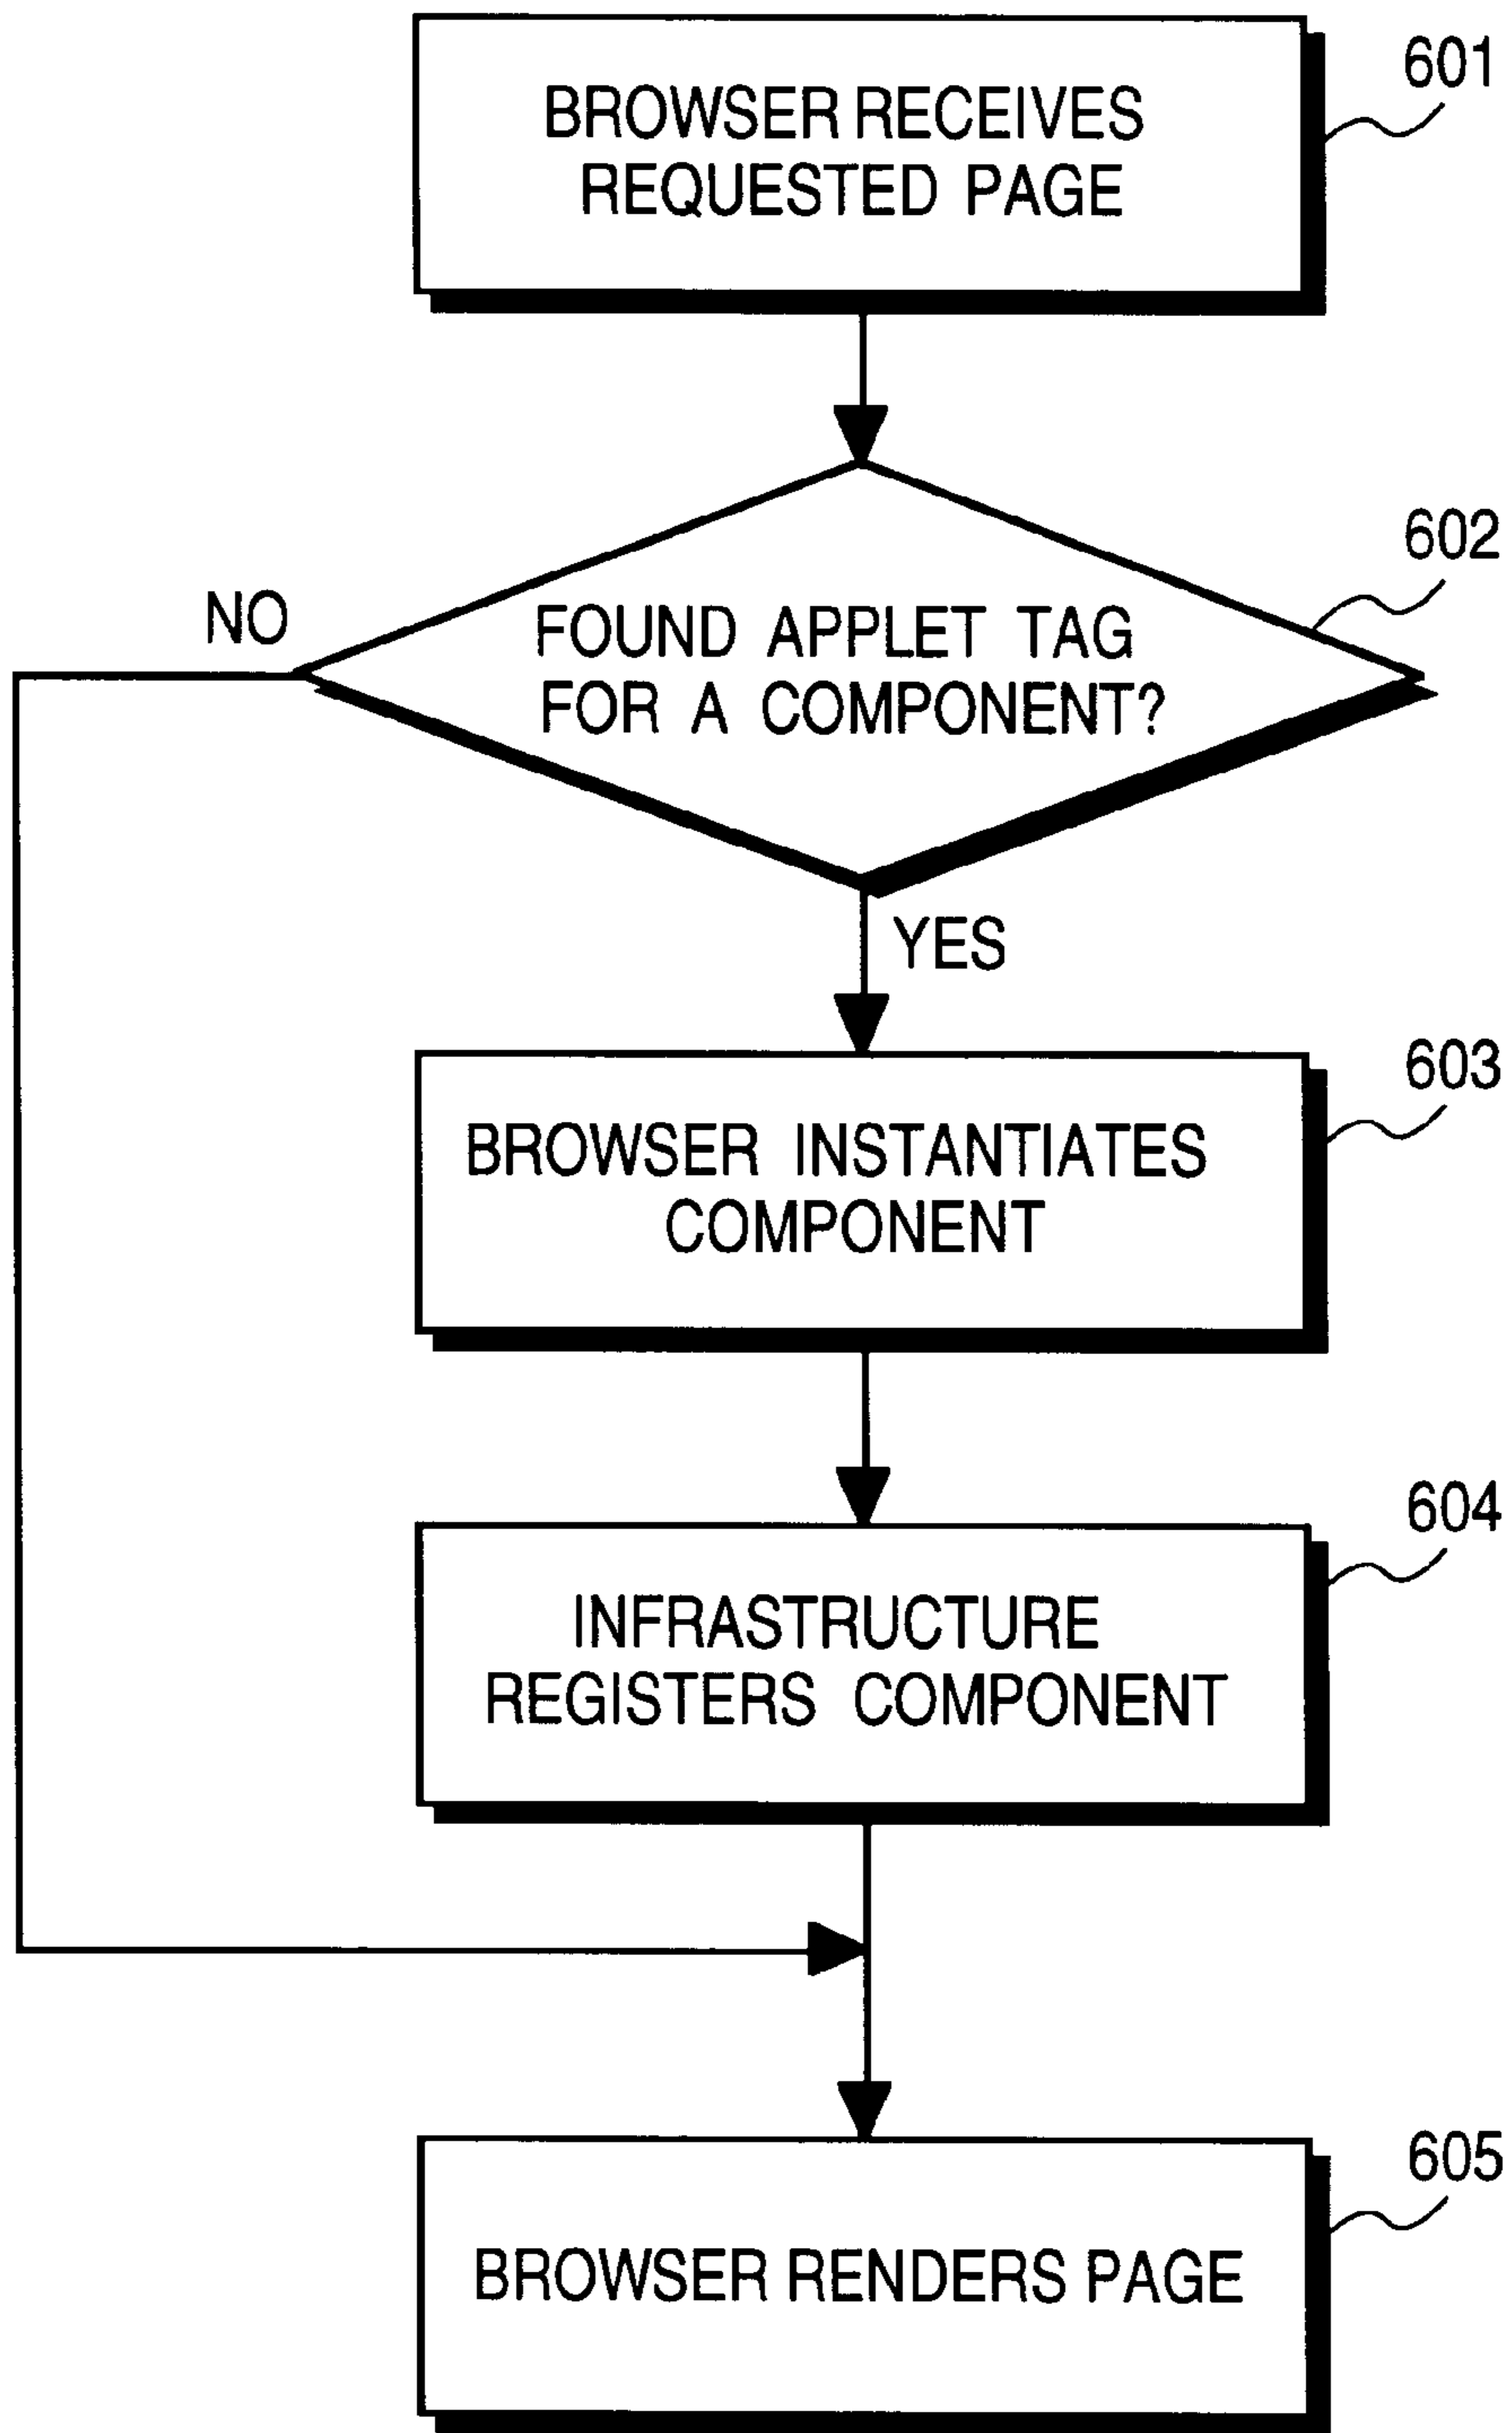 BROWSER RECEIVES
REQUESTED PAGE
601
FOUND APPLET TAG
FOR A COMPONENT?
602
NO
YES
BROWSER INSTANTIATES
COMPONENT
603
INFRASTRUCTURE
REGISTERS COMPONENT
604
BROWSER RENDERS PAGE
605